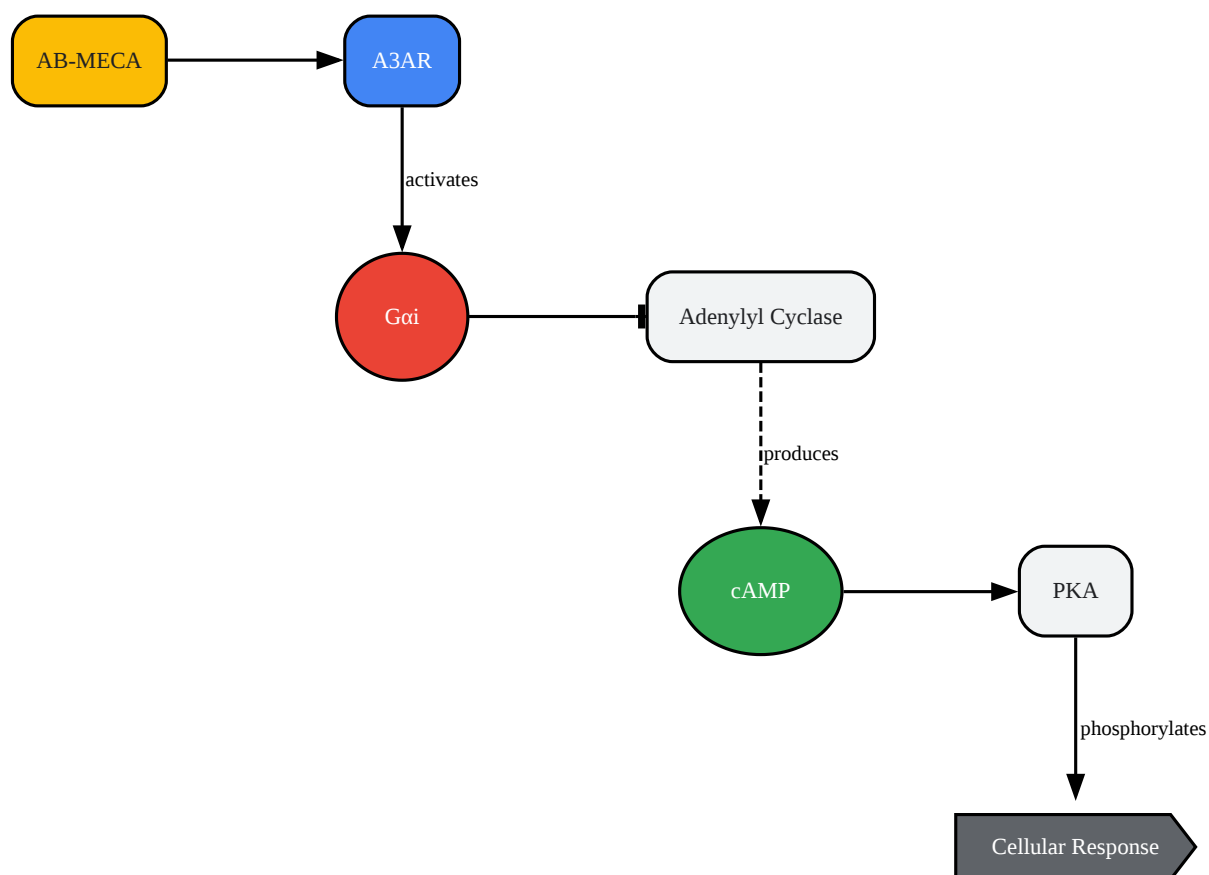 AB-MECA
A3AR
activates
Gαi
Adenylyl Cyclase
produces
cAMP
PKA
phosphorylates
Cellular Response